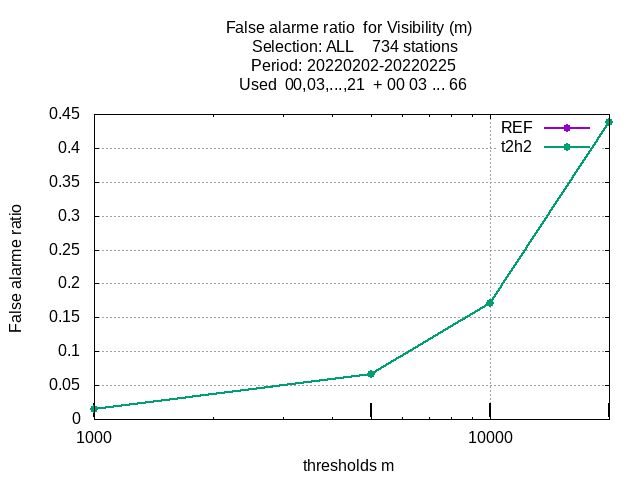 False alarme ratio  for Visibility (m)
Selection: ALL    734 stations
Period: 20220202-20220225
Used  00,03,...,21  + 00 03 ... 66
REF
t2h2
0.45
0.4
0.35
0.3
0.25
0.2
0.15
0.1
0.05
0
False alarme ratio
1000
10000
thresholds m